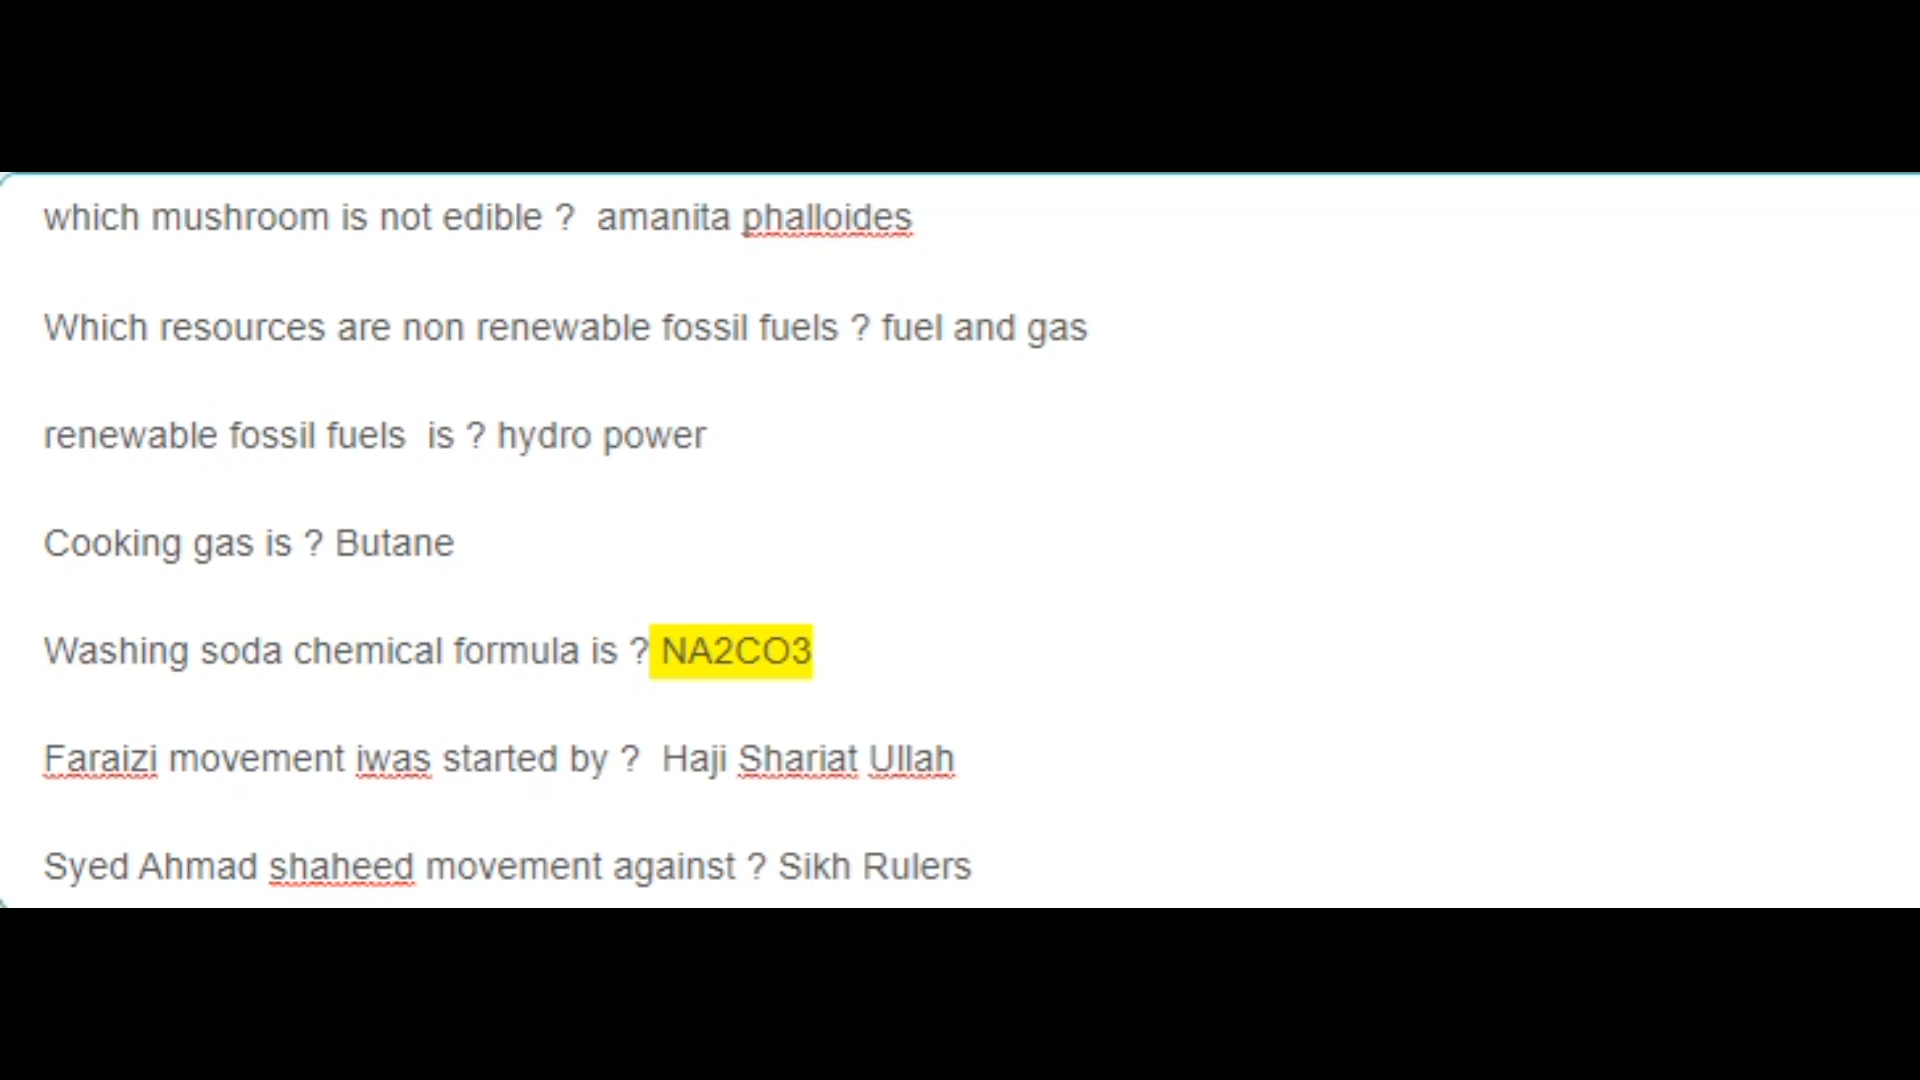 which mushroom is not edible ?  amanita phalloides
Which resources are non renewable fossil fuels ? fuel and gas
renewable fossil fuels  is ? hydro power
Cooking gas is ? Butane
Washing soda chemical formula is ? NA2CO3
Faraizi movement iwas started by ?  Haji Shariat Ullah
Syed Ahmad shaheed movement against ? Sikh Rulers